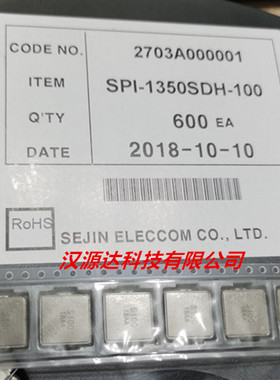 CODE NO. 2703A000001
ITEM SPI-1350SDH-100
Q'TY 600 EA
DATE 2018-10-10
RoHS SEJIN ELECCOM CO., LTD.
汉源达科技有限公司